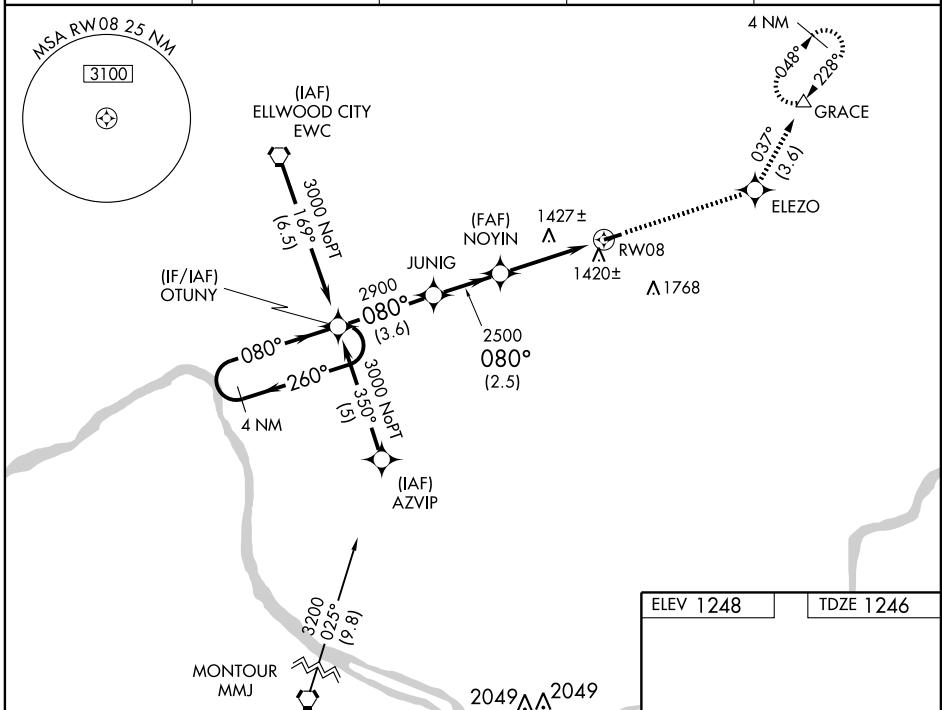 MSA RW08 25 NM
3100
4 NM
048°
228°
GRACE
(IAF)
ELLWOOD CITY
EWC
037°
(3.6)
ELEZO
3000 NoPT
169°
(6.5)
(FAF)
NOYIN
1427±
RW08
1420±
1768
JUNIG
(IF/IAF)
OTUNY
2900
080°
(3.6)
2500
080°
(2.5)
080°
260°
4 NM
3000 NoPT
350°
(5)
(IAF)
AZVIP
3200
025°
(9.8)
MONTOUR
MMJ
2049 2049
ELEV 1248
TDZE 1246